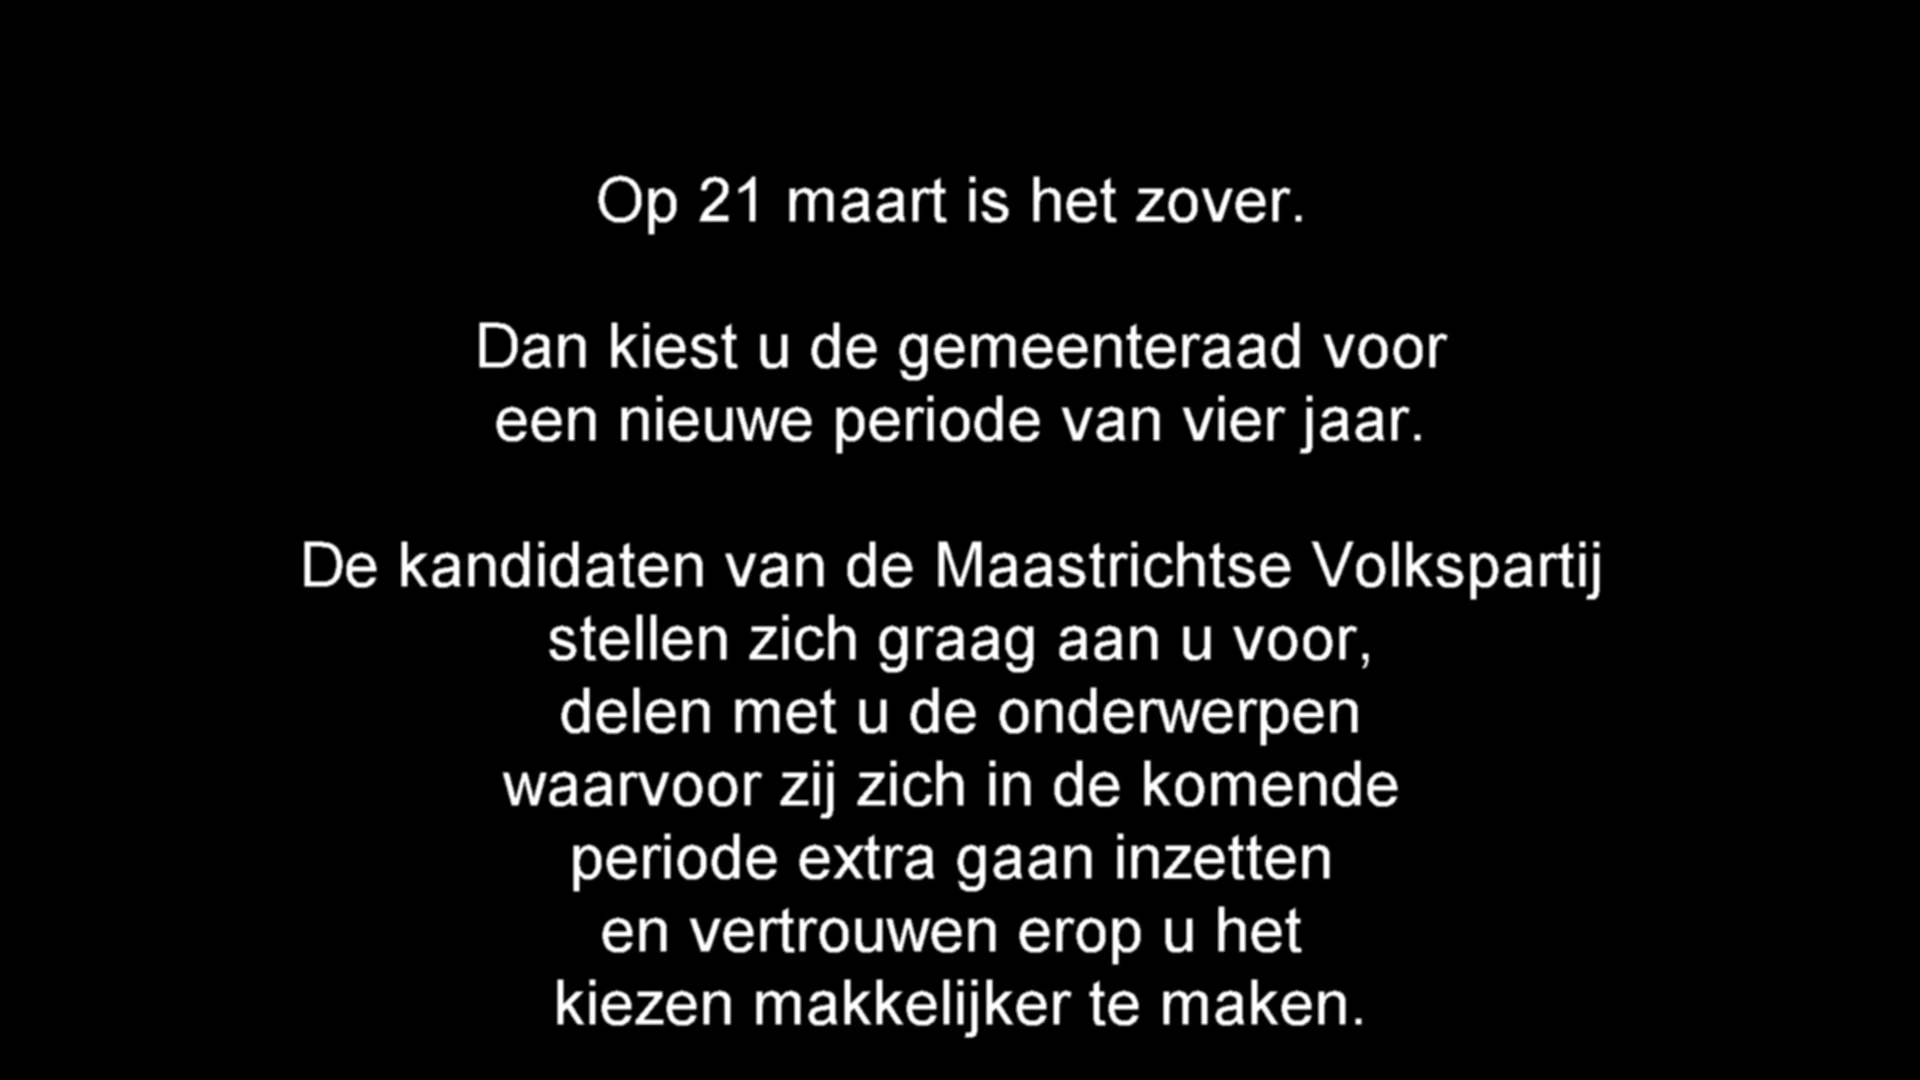 Op 21 maart is het zover.
Dan kiest u de gemeenteraad voor
een nieuwe periode van vier jaar.
De kandidaten van de Maastrichtse Volkspartij
stellen zich graag aan u voor,
delen met u de onderwerpen
waarvoor zij zich in de komende
periode extra gaan inzetten
en vertrouwen erop u het
kiezen makkelijker te maken.